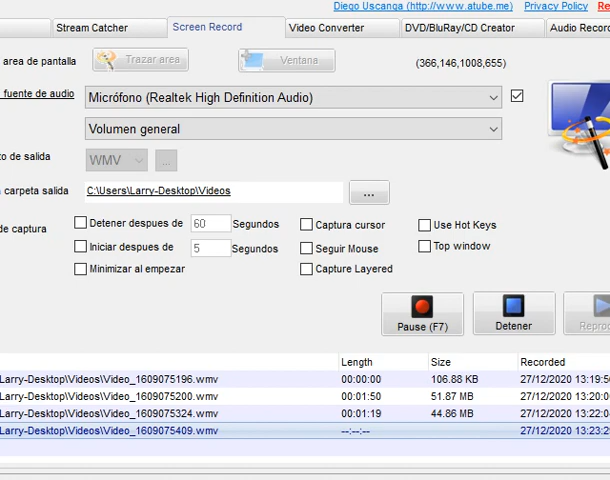 Diego Uscanga (http://www.atube.me) Privacy Policy Re
Stream Catcher Screen Record Video Converter DVD/BluRay/CD Creator Audio Recor
area de pantalla Trazar area Ventana (366,146,1008,655)
fuente de audio Micrófono (Realtek High Definition Audio)
Volumen general
to de salida WMV ...
carpeta salida C:\Users\Larry-Desktop\Videos ...
de captura Detener despues de 60 Segundos Captura cursor Use Hot Keys
Iniciar despues de 5 Segundos Seguir Mouse Top window
Minimizar al empezar Capture Layered
Pause (F7) Detener Reprod
Length Size Recorded
Larry-Desktop\Videos\Video_1609075196.wmv 00:00:00 106.88 KB 27/12/2020 13:19:5
Larry-Desktop\Videos\Video_1609075200.wmv 00:01:50 51.87 MB 27/12/2020 13:20:0
Larry-Desktop\Videos\Video_1609075324.wmv 00:01:19 44.86 MB 27/12/2020 13:22:0
Larry-Desktop\Videos\Video_1609075409.wmv --:--:-- 27/12/2020 13:23:2